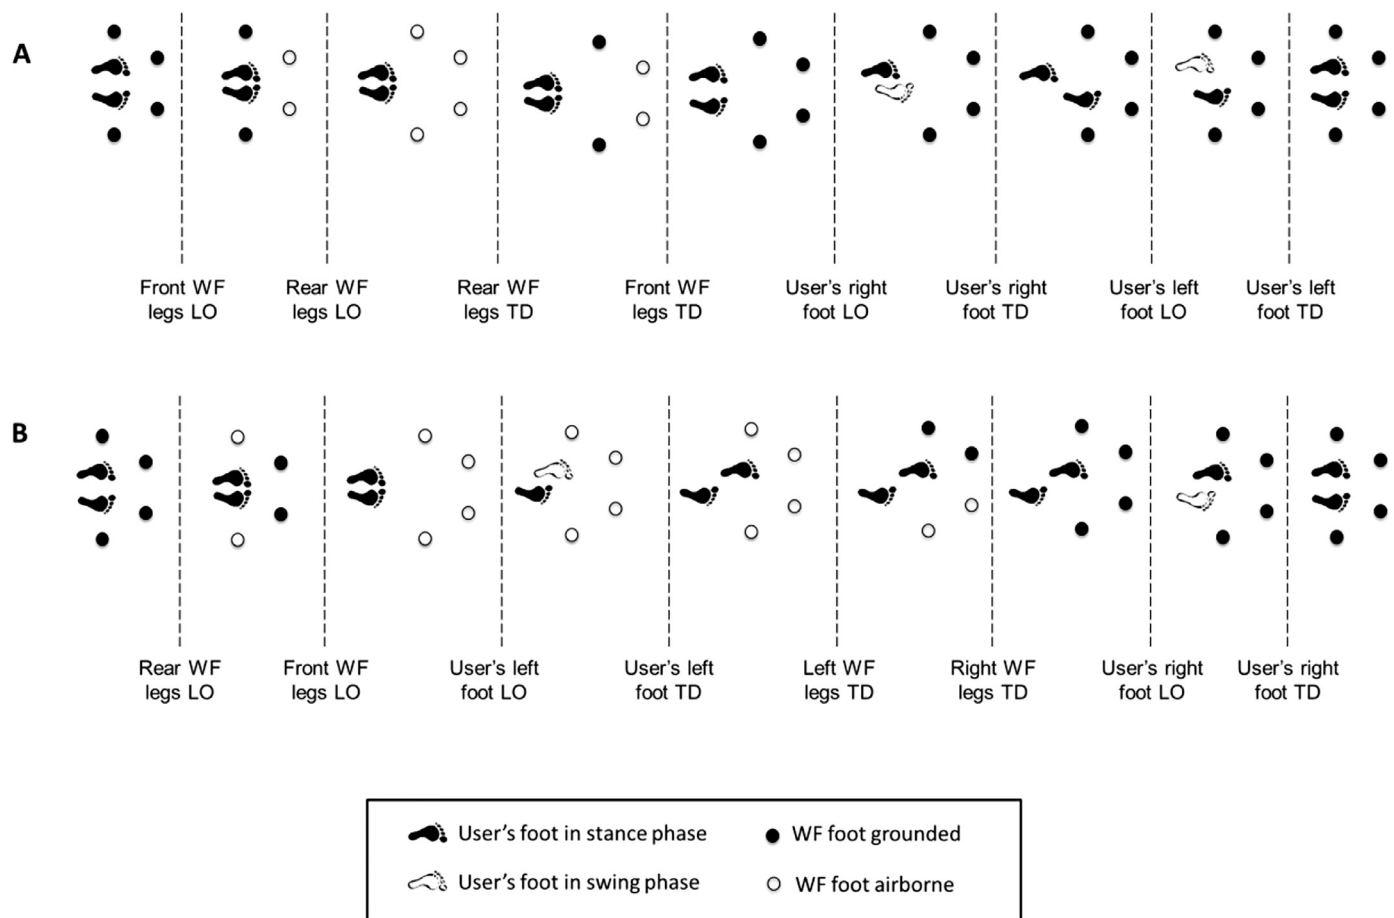 A
Front WF
legs LO
Rear WF
legs LO
Rear WF
legs TD
Front WF
legs TD
User's right
foot LO
User's right
foot TD
User's left
foot LO
User's left
foot TD
B
Rear WF
legs LO
Front WF
legs LO
User's left
foot LO
User's left
foot TD
Left WF
legs TD
Right WF
legs TD
User's right
foot LO
User's right
foot TD
User's foot in stance phase
WF foot grounded
User's foot in swing phase
WF foot airborne